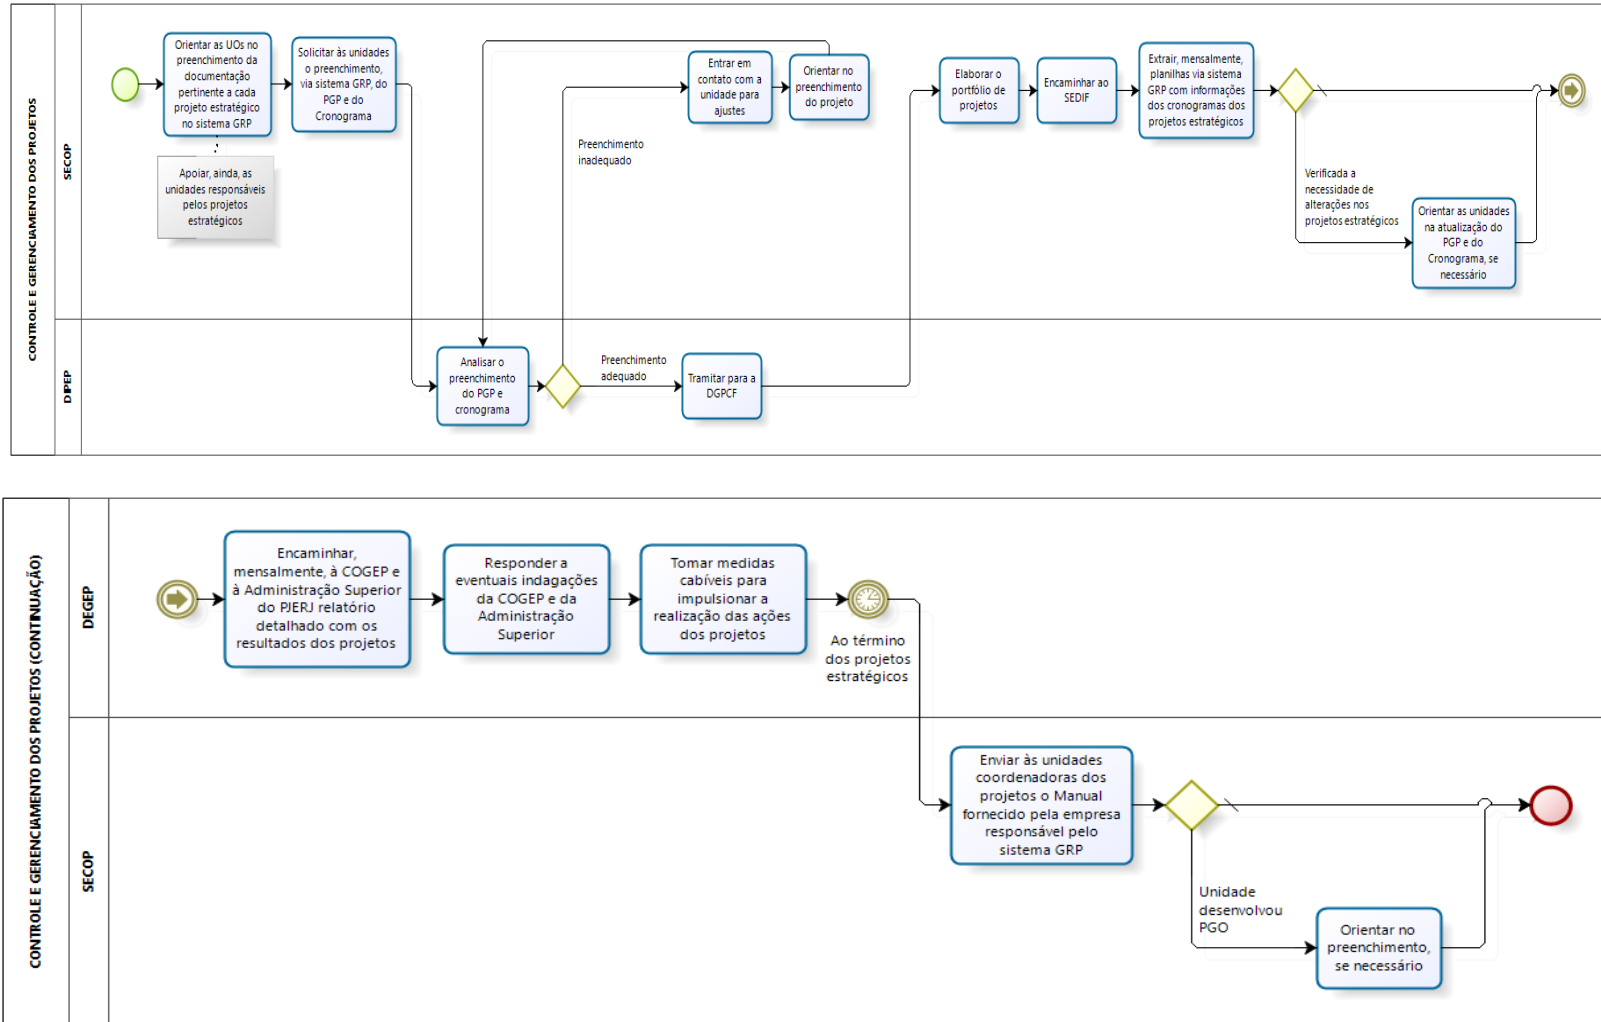 CONTROLE E GERENCIAMENTO DOS PROJETOS
SECOP
Orientar as UOs no
preenchimento da
documentação
pertinente a cada
projeto estratégico
no sistema GRP
Apoiar, ainda, as
unidades responsáveis
pelos projetos
estratégicos
Solicitar às unidades
o preenchimento,
via sistema GRP, do
PGP e do
Cronograma
Preenchimento
inadequado
Entrar em
contato com a
unidade para
ajustes
Orientar no
preenchimento
do projeto
Elaborar o
portfólio de
projetos
Encaminhar ao
SEDIF
Extrair, mensalmente,
planilhas via sistema
GRP com informações
dos cronogramas dos
projetos estratégicos
Verificada a
necessidade de
alterações nos
projetos estratégicos
Orientar as unidades
na atualização do
PGP e do
Cronograma, se
necessário
Analisar o
preenchimento
do PGP e
cronograma
Preenchimento
adequado
Tramitar para a
DGPCF
CONTROLE E GERENCIAMENTO DOS PROJETOS (CONTINUAÇÃO)
DEGEP
Encaminhar,
mensalmente, à COGEP e
à Administração Superior
do PJERJ relatório
detalhado com os
resultados dos projetos
Responder a
eventuais indagações
da COGEP e da
Administração
Superior
Tomar medidas
cabíveis para
impulsionar a
realização das ações
dos projetos
Ao término
dos projetos
estratégicos
SECOP
Enviar às unidades
coordenadoras dos
projetos o Manual
fornecido pela empresa
responsável pelo
sistema GRP
Unidade
desenvolvou
PGO
Orientar no
preenchimento,
se necessário